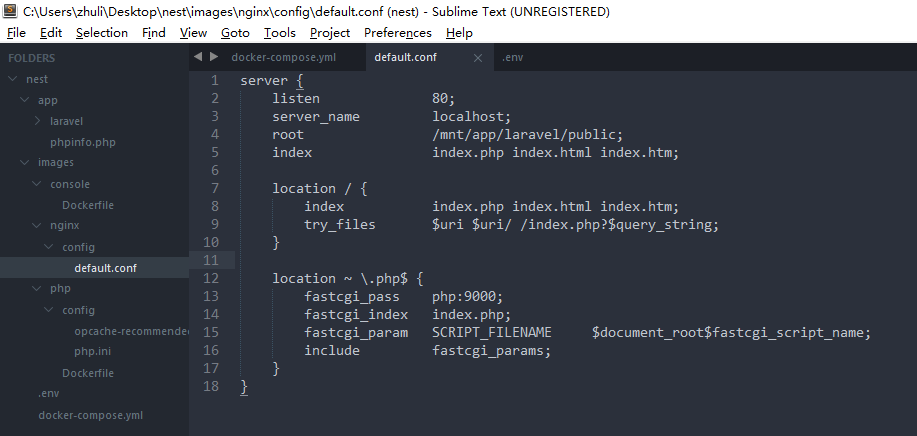 C:\Users\zhuli\Desktop\nest\images\nginx\config\default.conf (nest) - Sublime Text (UNREGISTERED)
File Edit Selection Find View Goto Tools Project Preferences Help
FOLDERS
nest
app
laravel
phpinfo.php
images
console
Dockerfile
nginx
config
default.conf
php
config
opcache-recommende
php.ini
Dockerfile
.env
docker-compose.yml
docker-compose.yml default.conf .env
1 server {
2     listen              80;
3     server_name         localhost;
4     root                /mnt/app/laravel/public;
5     index               index.php index.html index.htm;
6
7     location / {
8         index           index.php index.html index.htm;
9         try_files       $uri $uri/ /index.php?$query_string;
10     }
11
12     location ~ \.php$ {
13         fastcgi_pass    php:9000;
14         fastcgi_index   index.php;
15         fastcgi_param   SCRIPT_FILENAME     $document_root$fastcgi_script_name;
16         include         fastcgi_params;
17     }
18 }